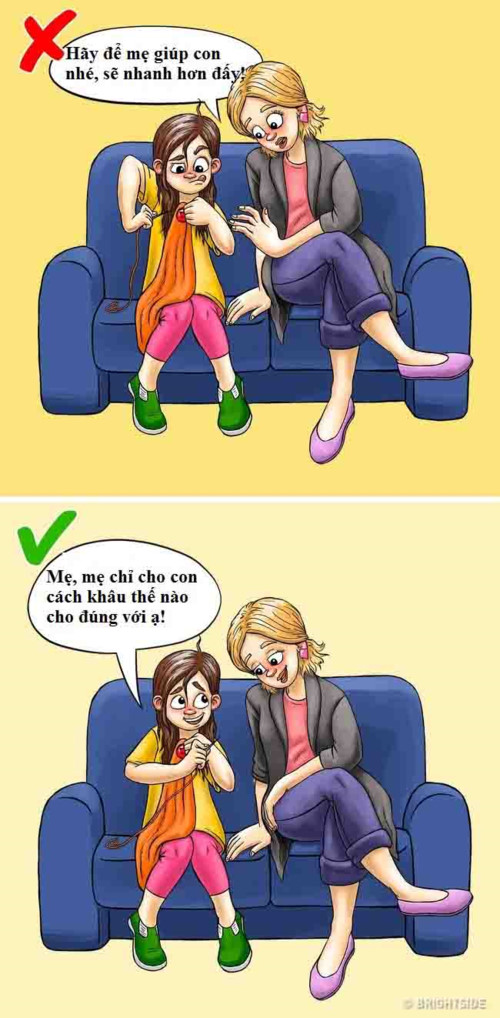 Hãy để mẹ giúp con
nhé, sẽ nhanh hơn đấy!
Mẹ, mẹ chỉ cho con
cách khâu thế nào
cho đúng với ạ!
© BRIGHTSIDE